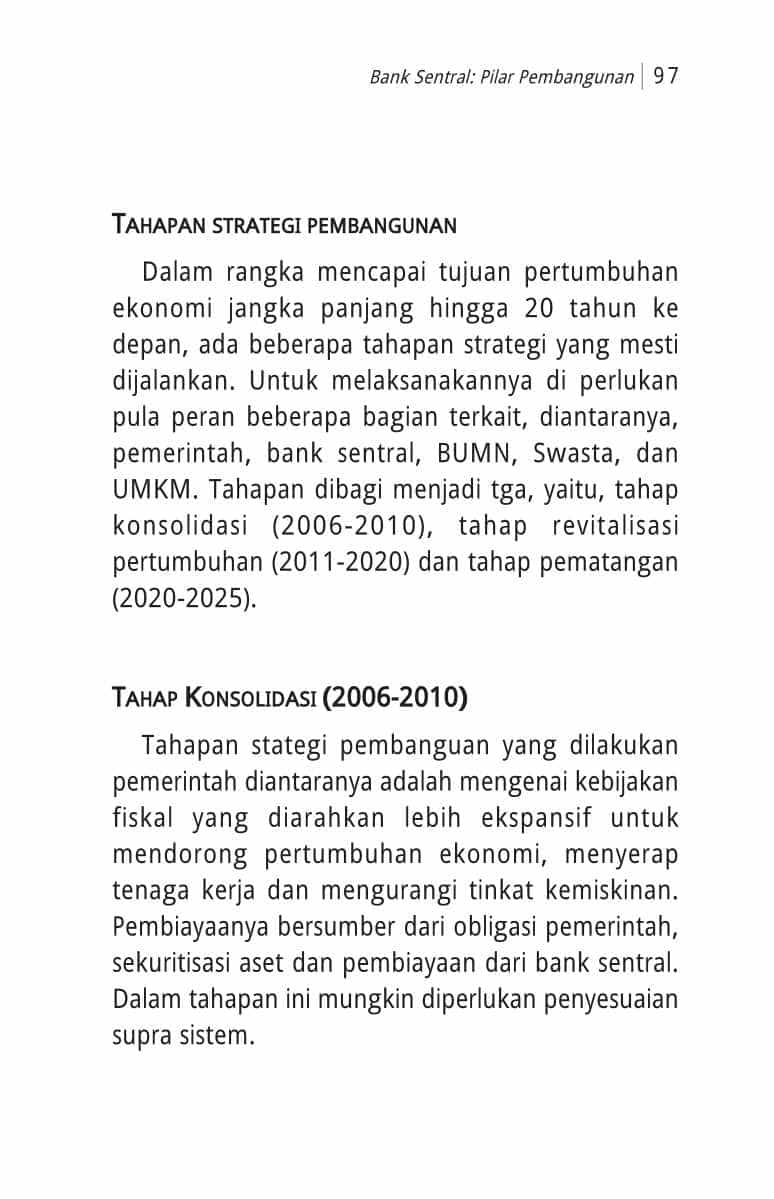 Bank Sentral: Pilar Pembangunan | 97
TAHAPAN STRATEGI PEMBANGUNAN
Dalam rangka mencapai tujuan pertumbuhan
ekonomi jangka panjang hingga 20 tahun ke
depan, ada beberapa tahapan strategi yang mesti
dijalankan. Untuk melaksanakannya di perlukan
pula peran beberapa bagian terkait, diantaranya,
pemerintah, bank sentral, BUMN, Swasta, dan
UMKM. Tahapan dibagi menjadi tga, yaitu, tahap
konsolidasi (2006-2010), tahap revitalisasi
pertumbuhan (2011-2020) dan tahap pematangan
(2020-2025).
TAHAP KONSOLIDASI (2006-2010)
Tahapan stategi pembanguan yang dilakukan
pemerintah diantaranya adalah mengenai kebijakan
fiskal yang diarahkan lebih ekspansif untuk
mendorong pertumbuhan ekonomi, menyerap
tenaga kerja dan mengurangi tinkat kemiskinan.
Pembiayaanya bersumber dari obligasi pemerintah,
sekuritisasi aset dan pembiayaan dari bank sentral.
Dalam tahapan ini mungkin diperlukan penyesuaian
supra sistem.